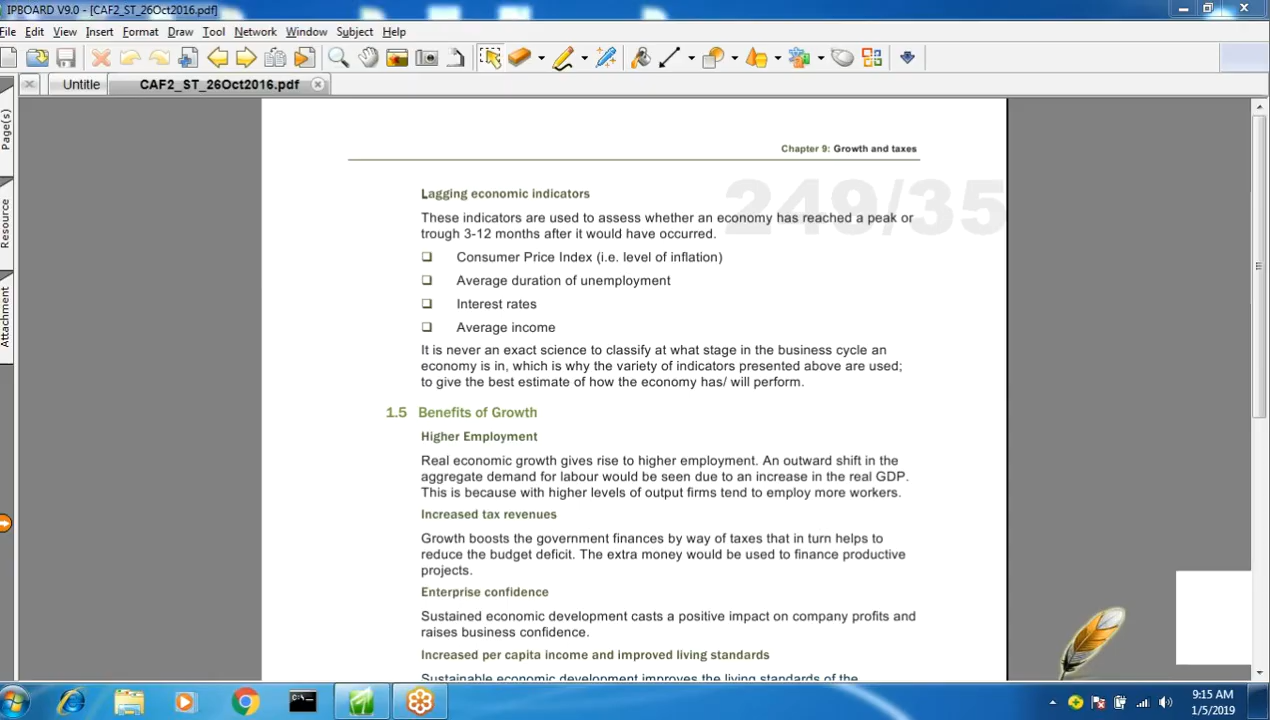 IPBOARD V9.0 - [CAF2_ST_26Oct2016.pdf]
File Edit View Insert Format Draw Tool Network Window Subject Help
Untitle CAF2_ST_26Oct2016.pdf
Page(s)
Resource
Attachment
Chapter 9: Growth and taxes
249/35
Lagging economic indicators
These indicators are used to assess whether an economy has reached a peak or
trough 3-12 months after it would have occurred.
❑ Consumer Price Index (i.e. level of inflation)
❑ Average duration of unemployment
❑ Interest rates
❑ Average income
It is never an exact science to classify at what stage in the business cycle an
economy is in, which is why the variety of indicators presented above are used;
to give the best estimate of how the economy has/ will perform.
1.5 Benefits of Growth
Higher Employment
Real economic growth gives rise to higher employment. An outward shift in the
aggregate demand for labour would be seen due to an increase in the real GDP.
This is because with higher levels of output firms tend to employ more workers.
Increased tax revenues
Growth boosts the government finances by way of taxes that in turn helps to
reduce the budget deficit. The extra money would be used to finance productive
projects.
Enterprise confidence
Sustained economic development casts a positive impact on company profits and
raises business confidence.
Increased per capita income and improved living standards
Sustainable economic development improves the living standards of the
9:15 AM
1/5/2019